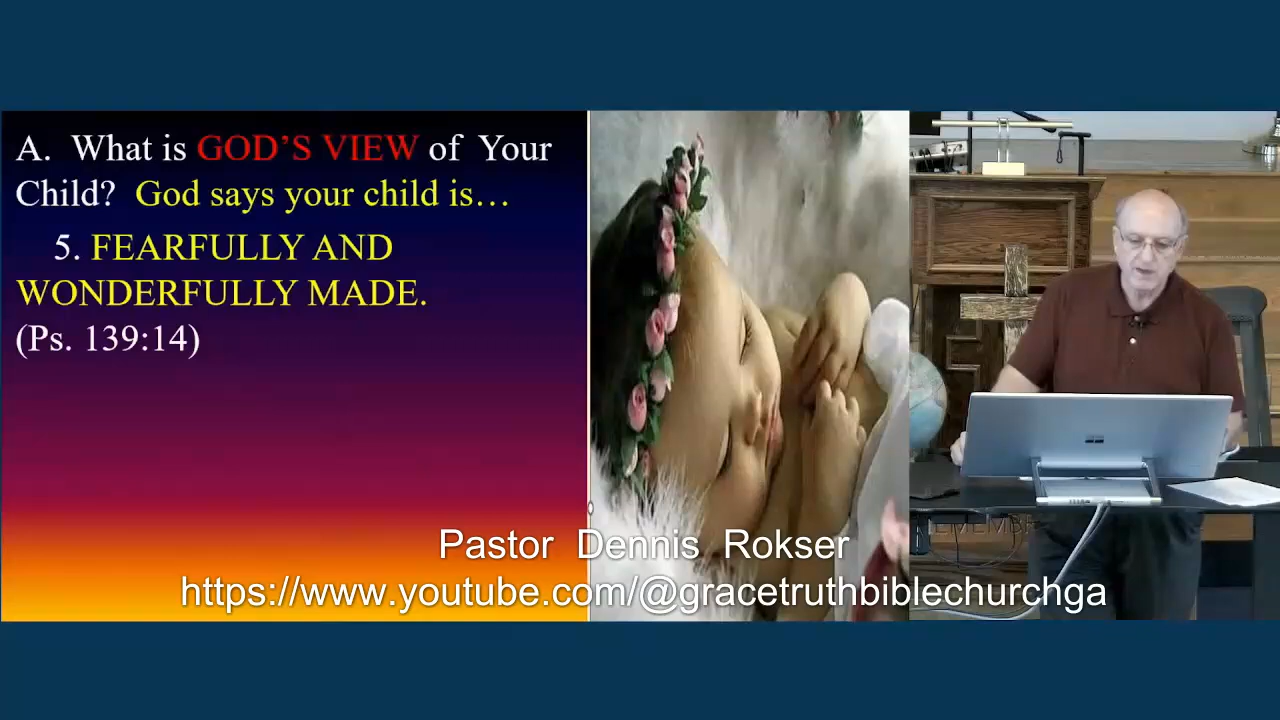 A. What is GOD'S VIEW of Your
Child? God says your child is…
5. FEARFULLY AND
WONDERFULLY MADE.
(Ps. 139:14)
Pastor Dennis Rokser
https://www.youtube.com/@gracetruthbiblechurchga